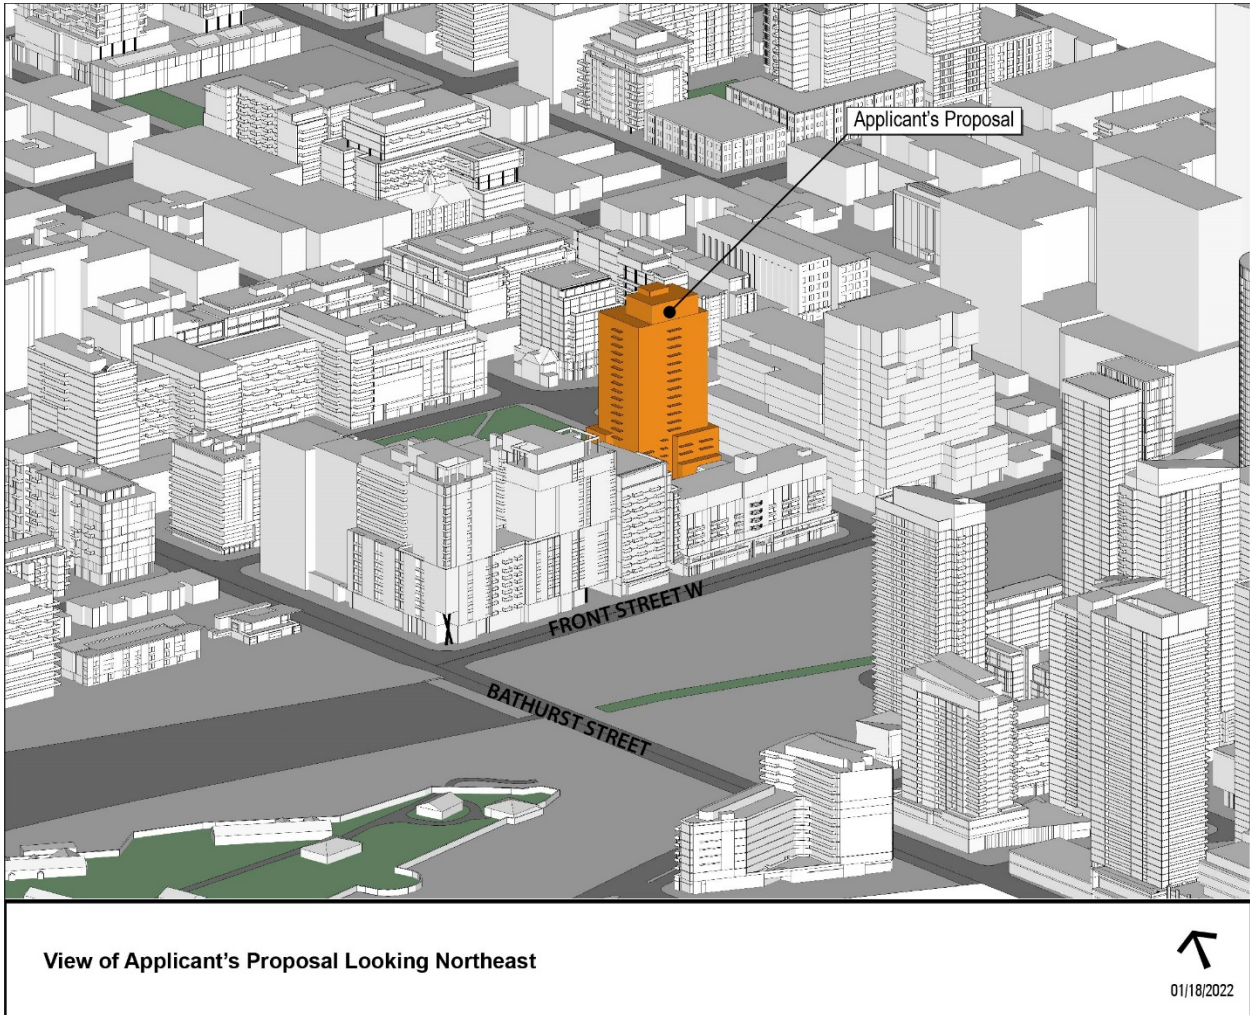 Applicant's Proposal
FRONT STREET W
BATHURST STREET
View of Applicant's Proposal Looking Northeast
01/18/2022